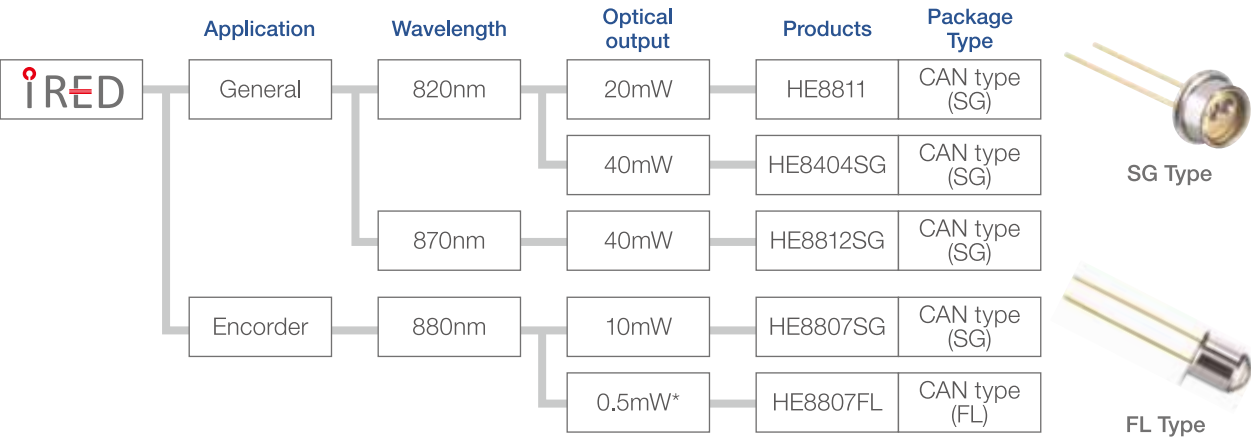 Application
Wavelength
Optical
output
Products
Package
Type
iRED
General
820nm
20mW
HE8811
CAN type
(SG)
40mW
HE8404SG
CAN type
(SG)
SG Type
870nm
40mW
HE8812SG
CAN type
(SG)
Encorder
880nm
10mW
HE8807SG
CAN type
(SG)
0.5mW*
HE8807FL
CAN type
(FL)
FL Type